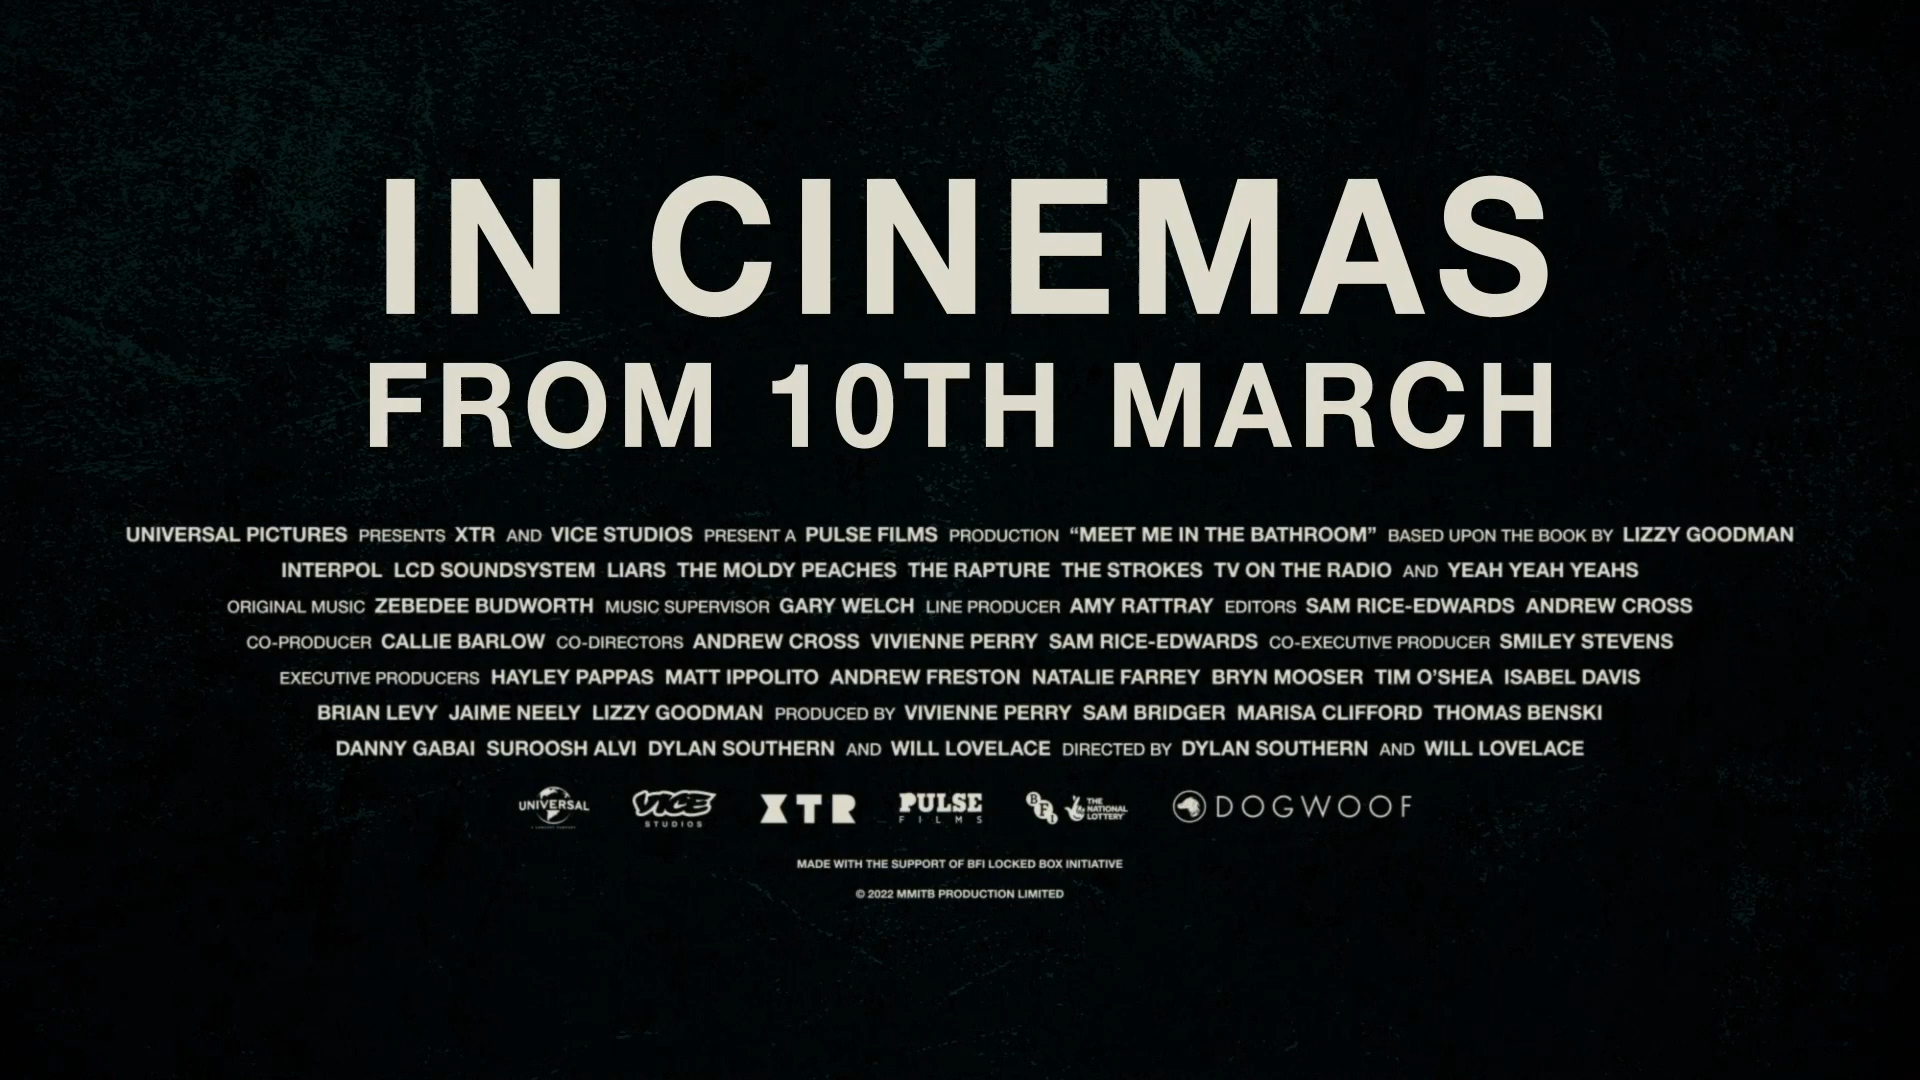 IN CINEMAS
FROM 10TH MARCH
UNIVERSAL PICTURES PRESENTS XTR AND VICE STUDIOS PRESENT A PULSE FILMS PRODUCTION “MEET ME IN THE BATHROOM” BASED UPON THE BOOK BY LIZZY GOODMAN
INTERPOL LCD SOUNDSYSTEM LIARS THE MOLDY PEACHES THE RAPTURE THE STROKES TV ON THE RADIO AND YEAH YEAH YEAHS
ORIGINAL MUSIC ZEBEDEE BUDWORTH MUSIC SUPERVISOR GARY WELCH LINE PRODUCER AMY RATTRAY EDITORS SAM RICE-EDWARDS ANDREW CROSS
CO-PRODUCER CALLIE BARLOW CO-DIRECTORS ANDREW CROSS VIVIENNE PERRY SAM RICE-EDWARDS CO-EXECUTIVE PRODUCER SMILEY STEVENS
EXECUTIVE PRODUCERS HAYLEY PAPPAS MATT IPPOLITO ANDREW FRESTON NATALIE FARREY BRYN MOOSER TIM O’SHEA ISABEL DAVIS
BRIAN LEVY JAIME NEELY LIZZY GOODMAN PRODUCED BY VIVIENNE PERRY SAM BRIDGER MARISA CLIFFORD THOMAS BENSKI
DANNY GABAI SUROOSH ALVI DYLAN SOUTHERN AND WILL LOVELACE DIRECTED BY DYLAN SOUTHERN AND WILL LOVELACE
UNIVERSAL
VICE
STUDIOS
XTR
PULSE
FILMS
BFI
THE
NATIONAL
LOTTERY
DOGWOOF
MADE WITH THE SUPPORT OF BFI LOCKED BOX INITIATIVE
© 2022 MMITB PRODUCTION LIMITED